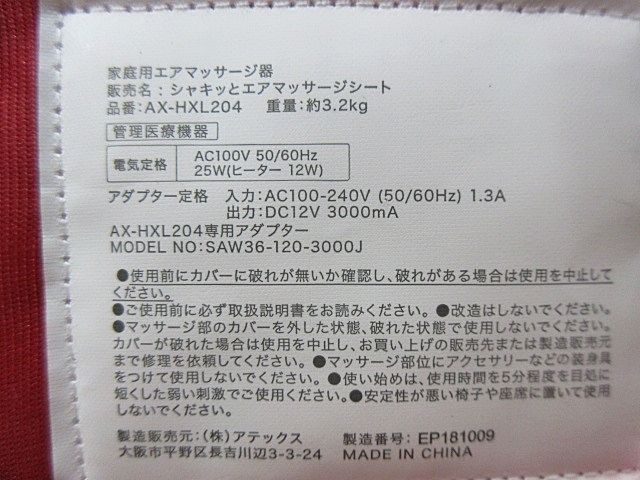 家庭用エアマッサージ器
販売名：シャキッとエアマッサージシート
品番：AX-HXL204　重量：約3.2kg
管理医療機器
電気定格　AC100V 50/60Hz
25W(ヒーター 12W)
アダプター定格　入力：AC100-240V (50/60Hz) 1.3A
出力：DC12V 3000mA
AX-HXL204専用アダプター
MODEL NO：SAW36-120-3000J
●使用前にカバーに破れが無いか確認し、破れがある場合は使用を中止して
ください。
●ご使用前に必ず取扱説明書をお読みください。●改造はしないでください。
●マッサージ部のカバーを外した状態、破れた状態で使用しないでください。
カバーが破れた場合は使用を中止し、お買い上げの販売先または製造販売元
まで修理を依頼してください。●マッサージ部位にアクセサリーなどの装身具
をつけて使用しないでください。●使い始めは、使用時間を5分程度を目処に
短くした弱い刺激でご使用ください。●安定性が悪い椅子や座席に置いて使用
しないでください。
製造販売元：(株)アテックス　製造番号：EP181009
大阪市平野区長吉川辺3-3-24　MADE IN CHINA